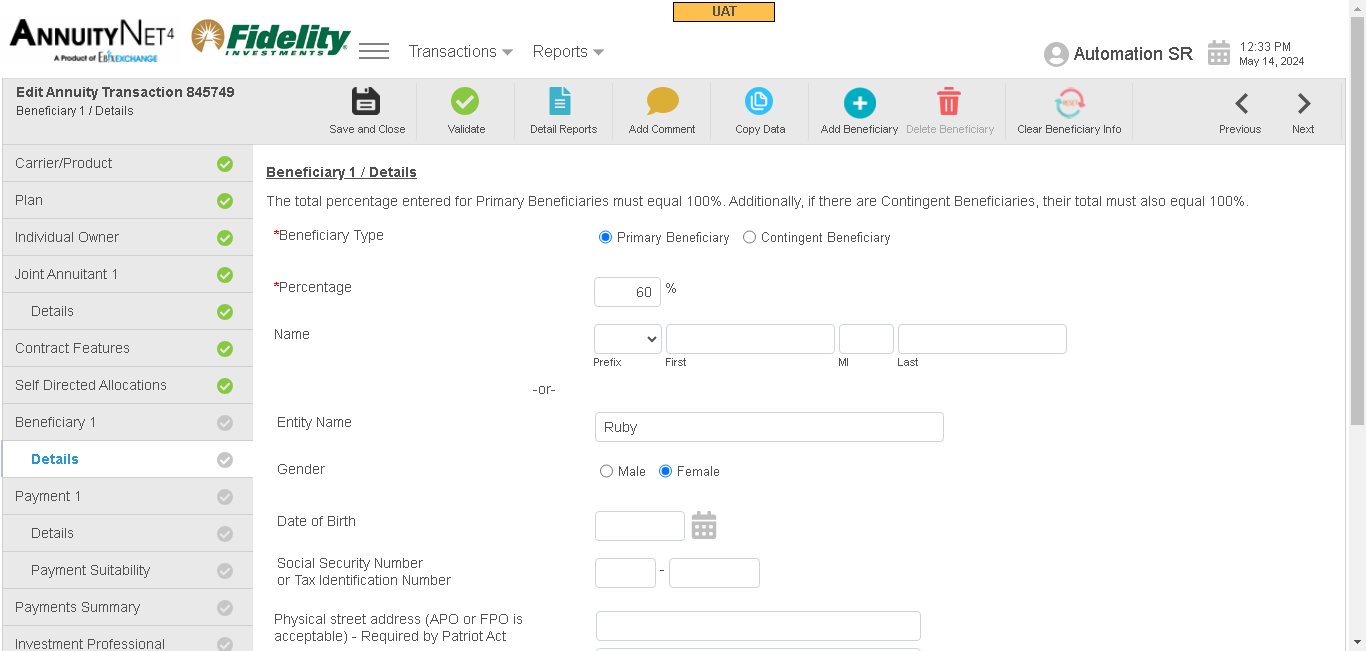 UAT
ANNUITYNET4
A Product of EBIXEXCHANGE
Fidelity
INVESTMENTS
Transactions
Reports
Automation SR
12:33 PM
May 14, 2024
Edit Annuity Transaction 845749
Beneficiary 1 / Details
Save and Close
Validate
Detail Reports
Add Comment
Copy Data
Add Beneficiary
Delete Beneficiary
RESET
Clear Beneficiary Info
Previous
Next
Carrier/Product
Plan
Individual Owner
Joint Annuitant 1
Details
Contract Features
Self Directed Allocations
Beneficiary 1
Details
Payment 1
Details
Payment Suitability
Payments Summary
Investment Professional
Beneficiary 1 / Details
The total percentage entered for Primary Beneficiaries must equal 100%. Additionally, if there are Contingent Beneficiaries, their total must also equal 100%.
*Beneficiary Type
Primary Beneficiary
Contingent Beneficiary
*Percentage
60 %
Name
Prefix
First
MI
Last
-or-
Entity Name
Ruby
Gender
Male
Female
Date of Birth
Social Security Number
or Tax Identification Number
-
Physical street address (APO or FPO is
acceptable) - Required by Patriot Act